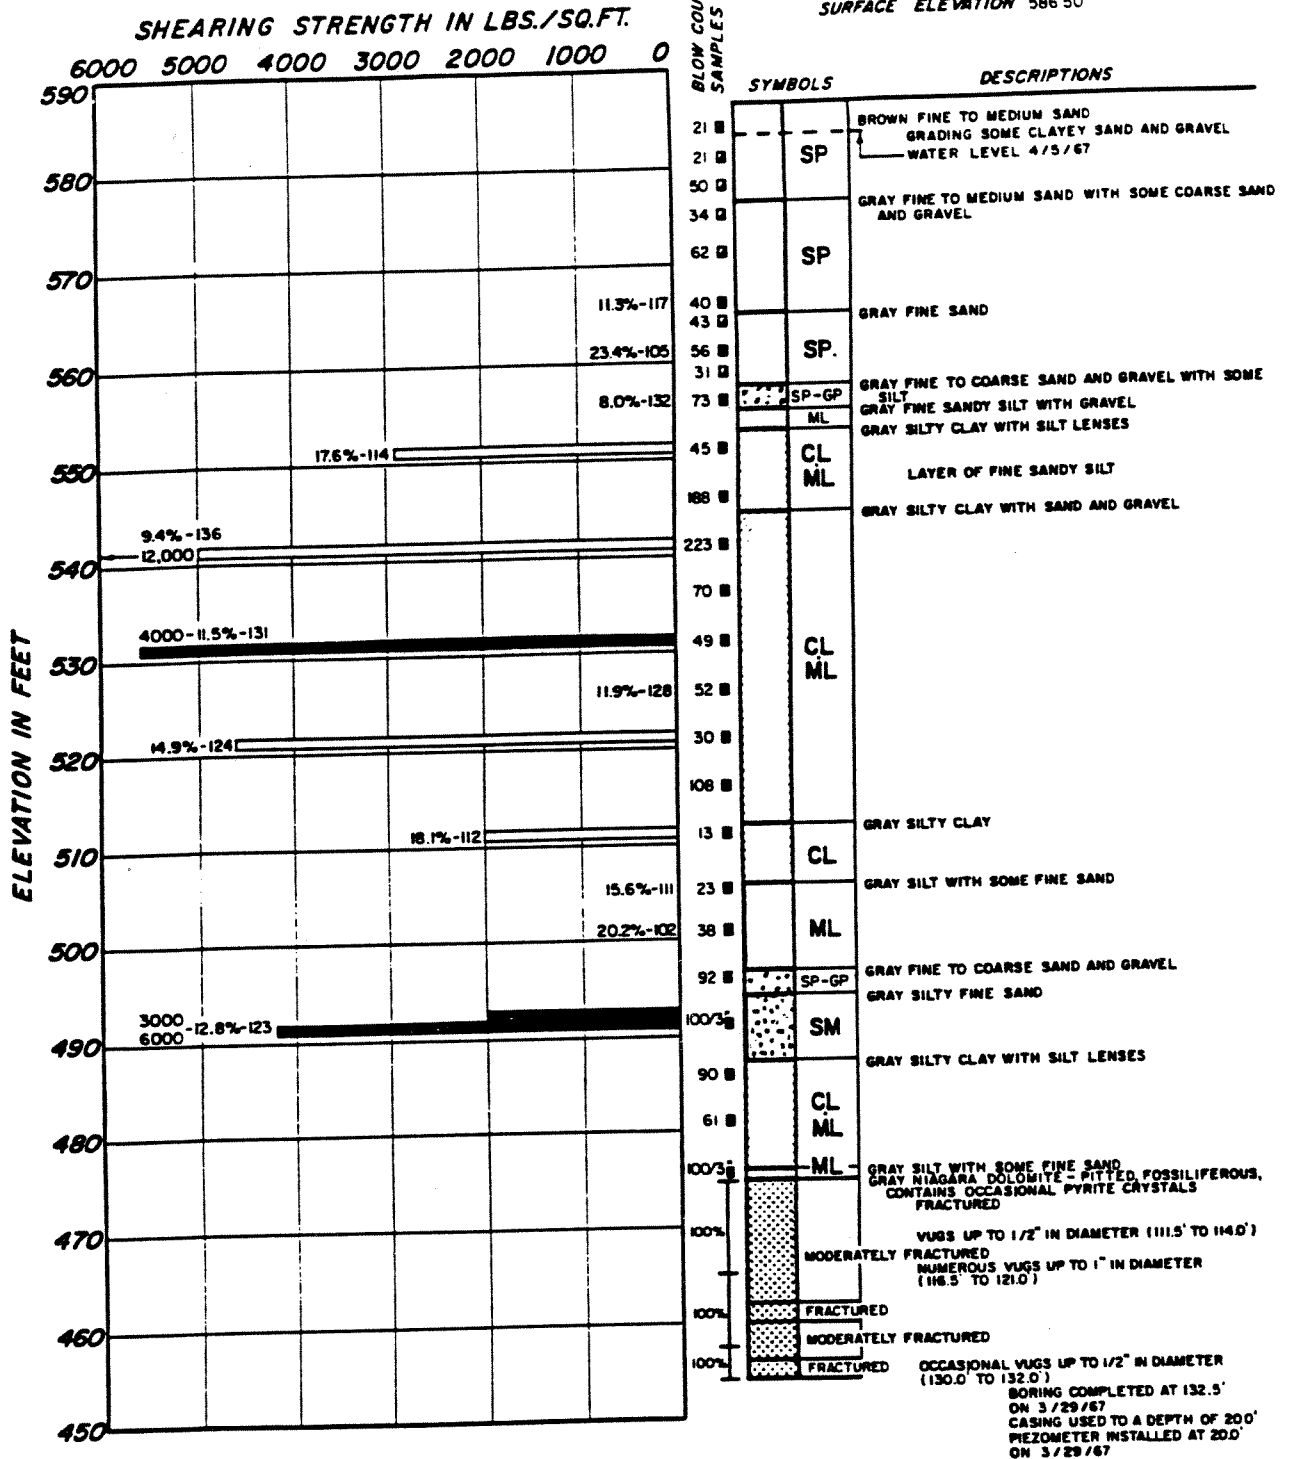 SHEARING STRENGTH IN LBS./SQ.FT.
SURFACE ELEVATION 586 50
6000 5000 4000 3000 2000 1000 0
BLOW COU
SAMPLES
SYMBOLS
DESCRIPTIONS
ELEVATION IN FEET
590
21
BROWN FINE TO MEDIUM SAND
GRADING SOME CLAYEY SAND AND GRAVEL
21
SP
WATER LEVEL 4/5/67
580
50
GRAY FINE TO MEDIUM SAND WITH SOME COARSE SAND
34
AND GRAVEL
62
SP
570
11.3%-117
40
43
GRAY FINE SAND
23.4%-105
56
SP.
560
31
GRAY FINE TO COARSE SAND AND GRAVEL WITH SOME
SILT
8.0%-132
73
SP-GP
GRAY FINE SANDY SILT WITH GRAVEL
ML
GRAY SILTY CLAY WITH SILT LENSES
17.6%-114
45
CL
ML
LAYER OF FINE SANDY SILT
550
188
GRAY SILTY CLAY WITH SAND AND GRAVEL
9.4%-136
12,000
223
540
70
4000-11.5%-131
49
CL
ML
530
11.9%-128
52
14.9%-124
30
520
108
18.1%-112
13
GRAY SILTY CLAY
510
CL
15.6%-111
23
GRAY SILT WITH SOME FINE SAND
20.2%-102
38
ML
500
92
SP-GP
GRAY FINE TO COARSE SAND AND GRAVEL
GRAY SILTY FINE SAND
3000
6000
-12.8%-123
100/3"
SM
490
90
GRAY SILTY CLAY WITH SILT LENSES
CL
ML
61
480
100/3"
ML
GRAY SILT WITH SOME FINE SAND
GRAY NIAGARA DOLOMITE - PITTED, FOSSILIFEROUS,
CONTAINS OCCASIONAL PYRITE CRYSTALS
FRACTURED
470
100%
VUGS UP TO 1/2" IN DIAMETER (111.5' TO 114.0')
MODERATELY FRACTURED
NUMEROUS VUGS UP TO 1" IN DIAMETER
(116.5' TO 121.0')
100%
FRACTURED
460
MODERATELY FRACTURED
100%
FRACTURED
OCCASIONAL VUGS UP TO 1/2" IN DIAMETER
(130.0' TO 132.0')
BORING COMPLETED AT 132.5'
ON 3/29/67
CASING USED TO A DEPTH OF 20.0'
PIEZOMETER INSTALLED AT 20.0'
ON 3/29/67
450